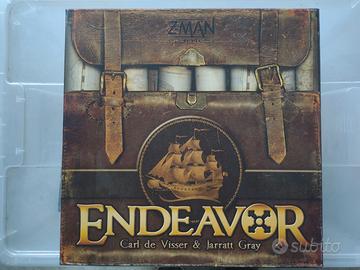 Z-MAN
ENDEAVOR
Carl de Visser & Jarratt Gray
subito